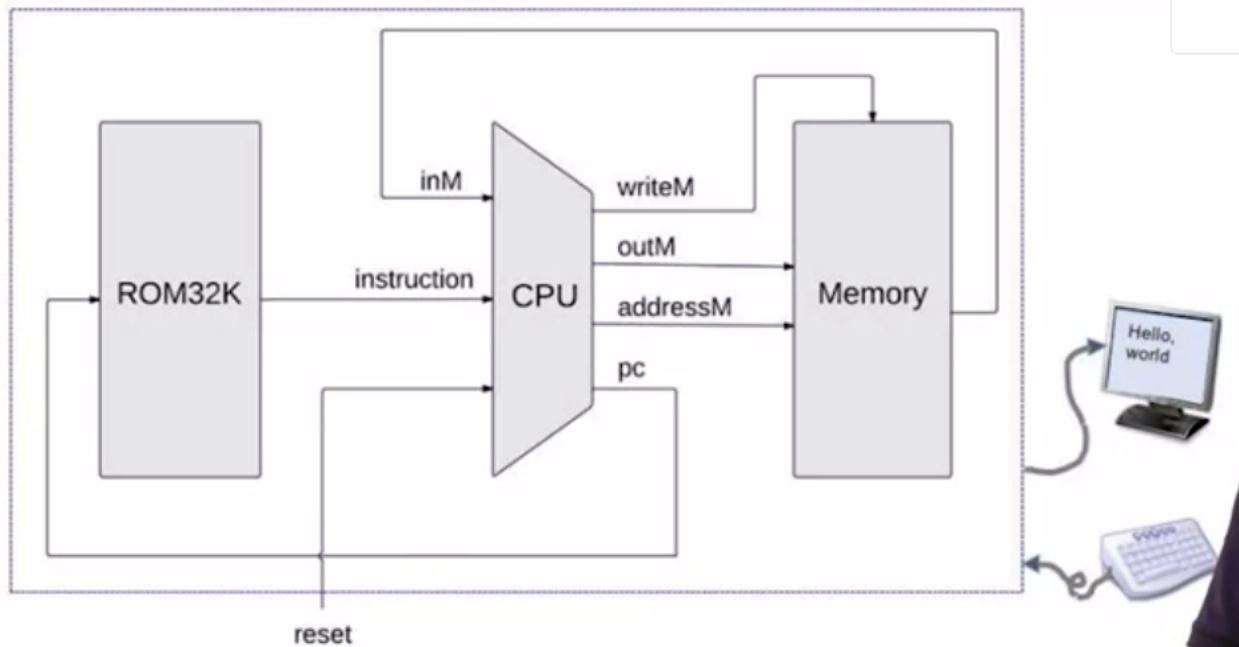 inM
writeM
outM
instruction
ROM32K
CPU
Memory
addressM
pc
Hello,
world
reset